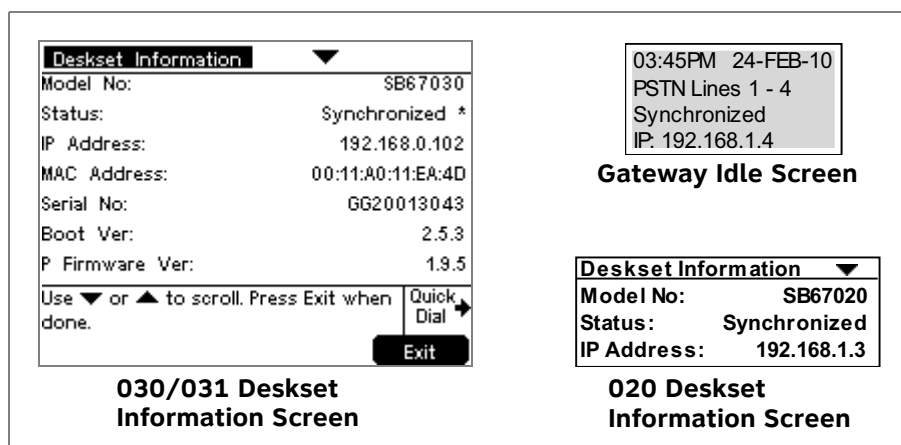 Deskset Information ▼
Model No: SB67030
Status: Synchronized *
IP Address: 192.168.0.102
MAC Address: 00:11:A0:11:EA:4D
Serial No: GG20013043
Boot Ver: 2.5.3
P Firmware Ver: 1.9.5
Use ▼ or ▲ to scroll. Press Exit when
done.
Quick
Dial
Exit
030/031 Deskset
Information Screen
03:45PM 24-FEB-10
PSTN Lines 1 - 4
Synchronized
IP: 192.168.1.4
Gateway Idle Screen
Deskset Information ▼
Model No: SB67020
Status: Synchronized
IP Address: 192.168.1.3
020 Deskset
Information Screen